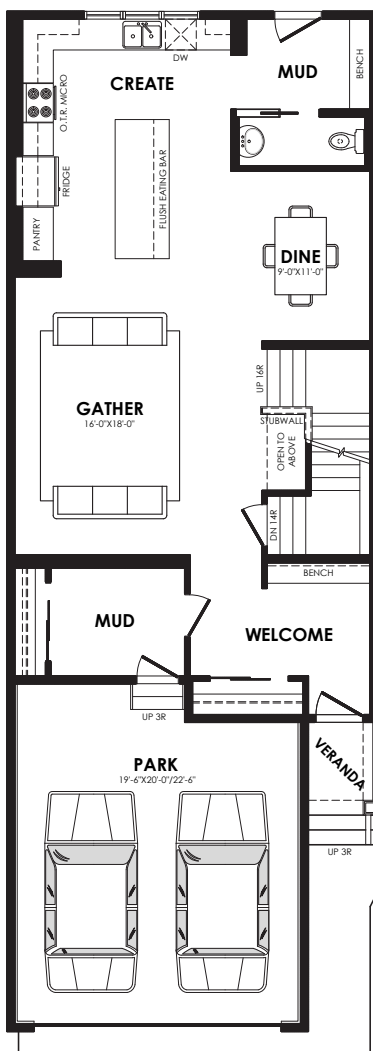 DW
CREATE
MUD
BENCH
O.T.R. MICRO
FRIDGE
PANTRY
FLUSH EATING BAR
DINE
9'-0"X11'-0"
GATHER
16'-0"X18'-0"
UP 16R
STUBWALL
OPEN TO
ABOVE
DN 14R
BENCH
MUD
WELCOME
UP 3R
VERANDA
UP 3R
PARK
19'-6"X20'-0"/22'-6"